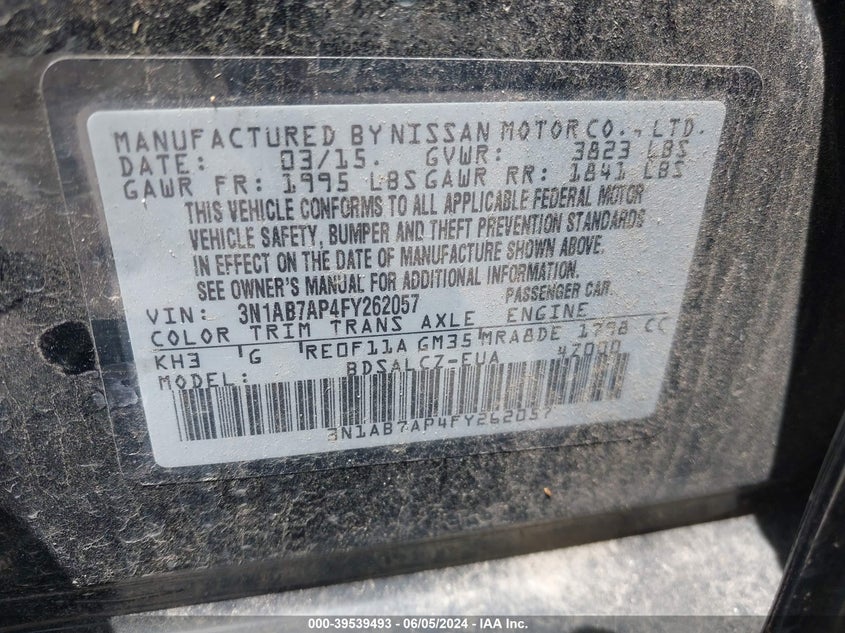 MANUFACTURED BY NISSAN MOTOR CO., LTD.
DATE: 03/15. GVWR: 3823 LBS
GAWR FR: 1995 LBS GAWR RR: 1841 LBS
THIS VEHICLE CONFORMS TO ALL APPLICABLE FEDERAL MOTOR
VEHICLE SAFETY, BUMPER AND THEFT PREVENTION STANDARDS
IN EFFECT ON THE DATE OF MANUFACTURE SHOWN ABOVE.
SEE OWNER'S MANUAL FOR ADDITIONAL INFORMATION.
VIN: 3N1AB7AP4FY262057 PASSENGER CAR
COLOR TRIM TRANS AXLE ENGINE
KH3 G RE0F11A GM35 MRA8DE 1798 CC
MODEL: BDSALCZ-EUA 47000
3N1AB7AP4FY262057
000-39539493 - 06/05/2024 - IAA Inc.